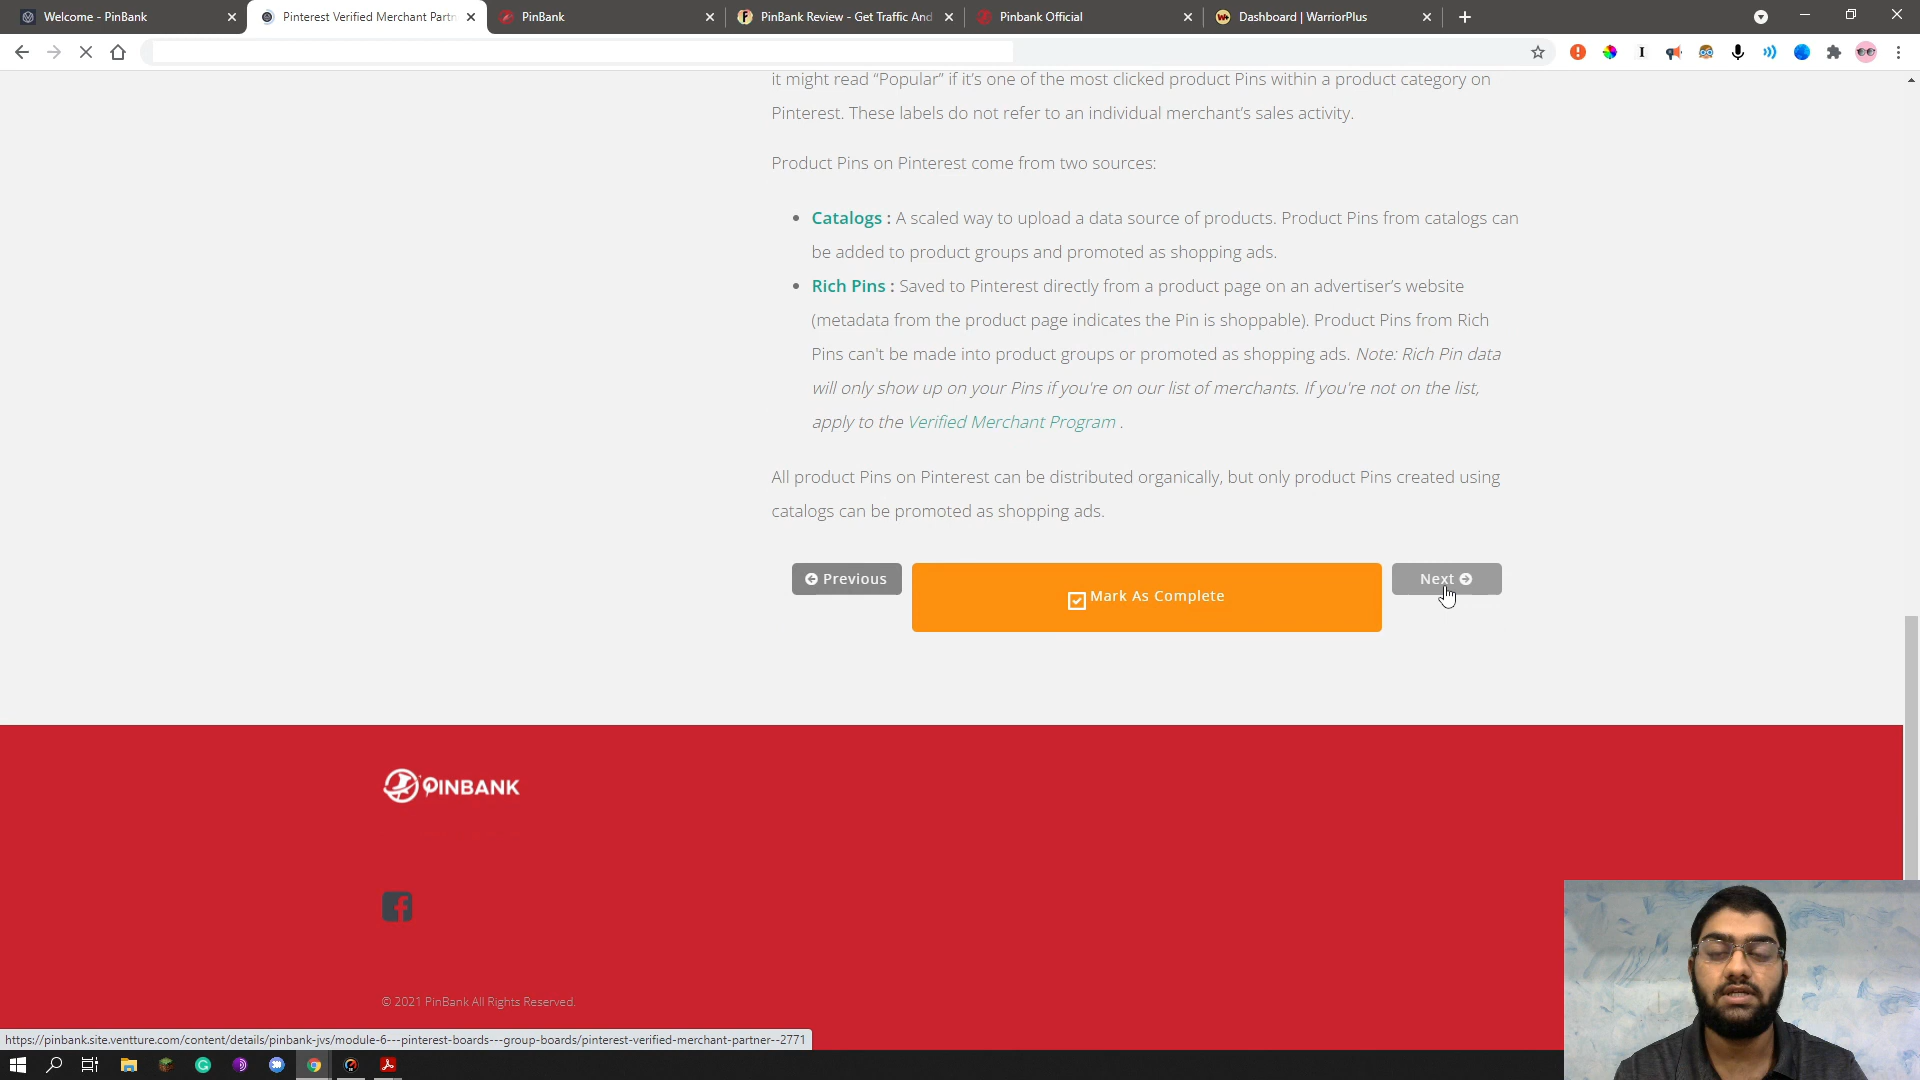 Welcome - PinBank
Pinterest Verified Merchant Partn
PinBank
PinBank Review - Get Traffic And
Pinbank Official
Dashboard | WarriorPlus
it might read “Popular” if it’s one of the most clicked product Pins within a product category on
Pinterest. These labels do not refer to an individual merchant’s sales activity.
Product Pins on Pinterest come from two sources:
Catalogs : A scaled way to upload a data source of products. Product Pins from catalogs can
be added to product groups and promoted as shopping ads.
Rich Pins : Saved to Pinterest directly from a product page on an advertiser’s website
(metadata from the product page indicates the Pin is shoppable). Product Pins from Rich
Pins can't be made into product groups or promoted as shopping ads. Note: Rich Pin data
will only show up on your Pins if you're on our list of merchants. If you're not on the list,
apply to the Verified Merchant Program .
All product Pins on Pinterest can be distributed organically, but only product Pins created using
catalogs can be promoted as shopping ads.
Previous
Mark As Complete
Next
PINBANK
© 2021 PinBank All Rights Reserved.
https://pinbank.site.ventture.com/content/details/pinbank-jvs/module-6---pinterest-boards---group-boards/pinterest-verified-merchant-partner--2771